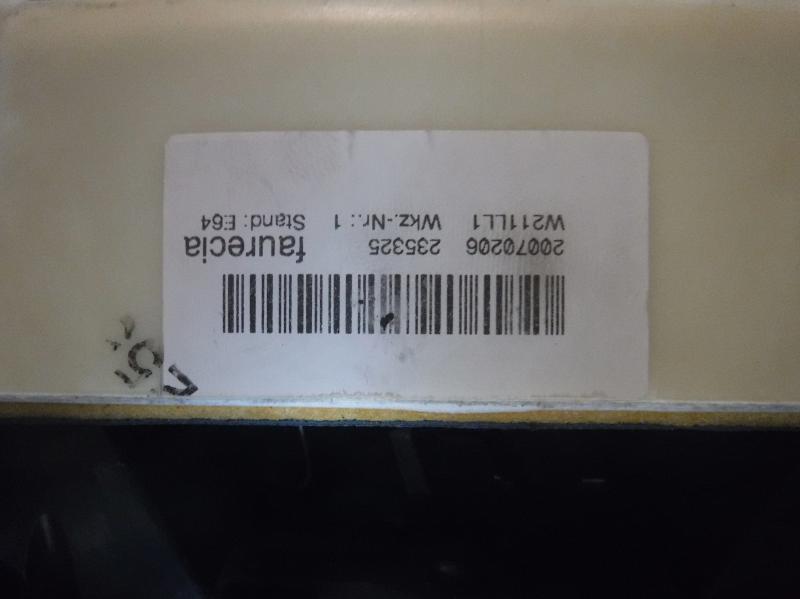 20070206 235325 faurecia
W211LL1 Wkz.-Nr.: 1 Stand: E64